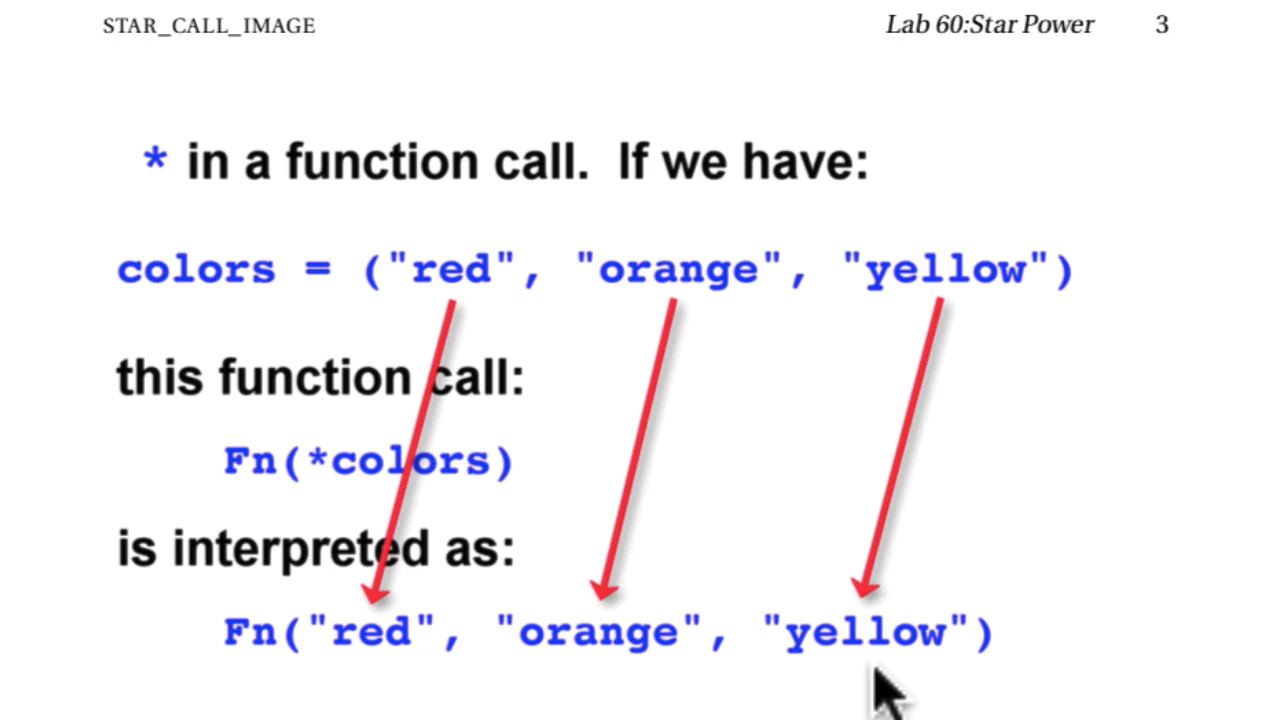 STAR_CALL_IMAGE Lab 60:Star Power 3
* in a function call. If we have:
colors = ("red", "orange", "yellow")
this function call:
Fn(*colors)
is interpreted as:
Fn("red", "orange", "yellow")